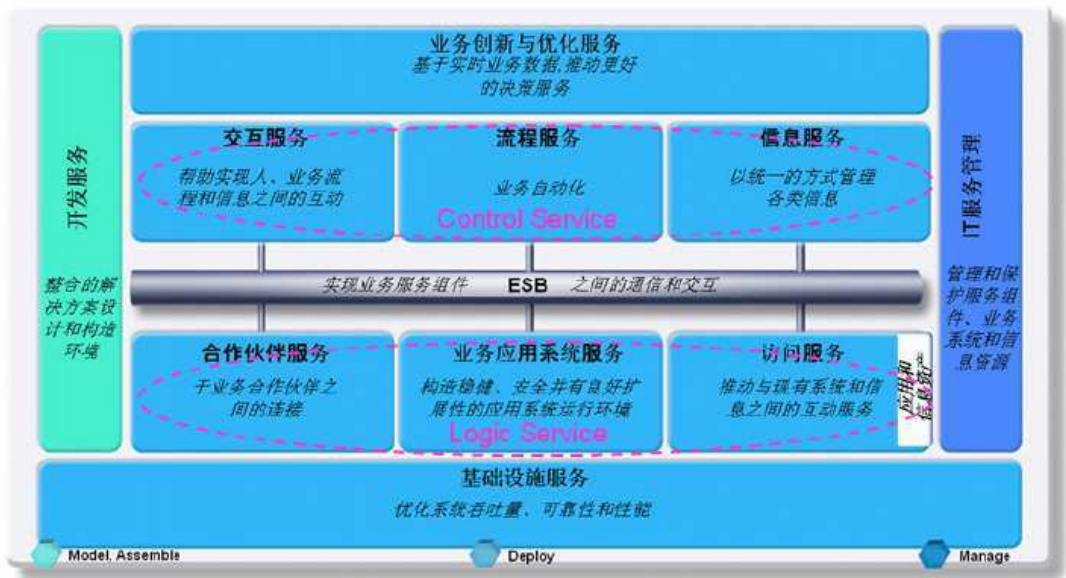 业务创新与优化服务
基于实时业务数据,推动更好
的决策服务
开发服务
整合的解
决方案设
计和构造
环境
交互服务
帮助实现人、业务流
程和信息之间的互动
流程服务
业务自动化
信息服务
以统一的方式管理
各类信息
Control Service
IT服务管理
管理和保
护服务组
件、业务
系统和信
息资源
实现业务服务组件 ESB 之间的通信和交互
合作伙伴服务
于业务合作伙伴之
间的连接
业务应用系统服务
构造稳健、安全并有良好扩
展性的应用系统运行环境
访问服务
推动与现有系统和信
息之间的互动服务
应用和
信息资产
Logic Service
基础设施服务
优化系统吞吐量、可靠性和性能
Model, Assemble
Deploy
Manage